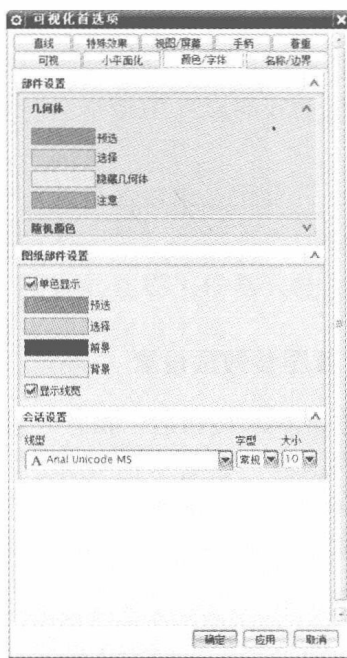 可视化首选项
直线 特殊效果 视图/屏幕 手柄 着重
可视 小平面化 颜色/字体 名称/边界
部件设置
几何体
预选
选择
隐藏几何体
注意
随机颜色
图纸部件设置
单色显示
预选
选择
前景
背景
显示线宽
会话设置
线型 字型 大小
A Arial Unicode MS 常规 10
确定 应用 取消